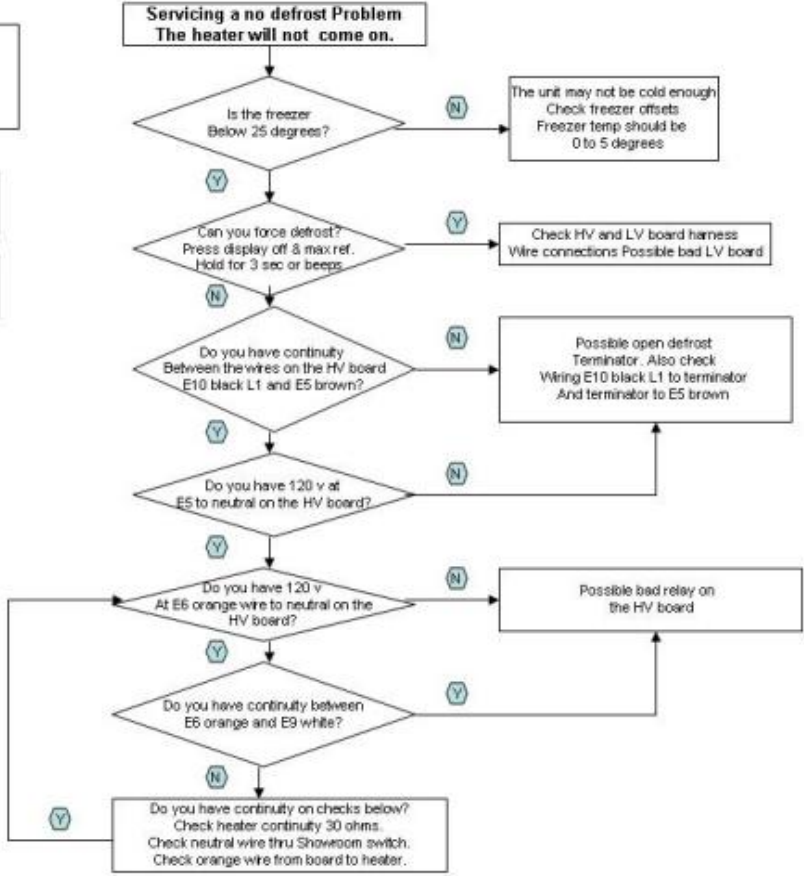 Servicing a no defrost Problem
The heater will not come on.
Is the freezer
Below 25 degrees?
N
The unit may not be cold enough
Check freezer offsets
Freezer temp should be
0 to 5 degrees
Y
Can you force defrost?
Press display off & max ref.
Hold for 3 sec or beeps
Y
Check HV and LV board harness
Wire connections Possible bad LV board
N
Do you have continuity
Between the wires on the HV board
E10 black L1 and E5 brown?
N
Possible open defrost
Terminator. Also check
Wiring E10 black L1 to terminator
And terminator to E5 brown
Y
Do you have 120 v at
E5 to neutral on the HV board?
N
Y
Do you have 120 v
At E6 orange wire to neutral on the
HV board?
N
Possible bad relay on
the HV board
Y
Do you have continuity between
E6 orange and E9 white?
Y
N
Do you have continuity on checks below?
Check heater continuity 30 ohms.
Check neutral wire thru Showroom switch.
Check orange wire from board to heater.
Y